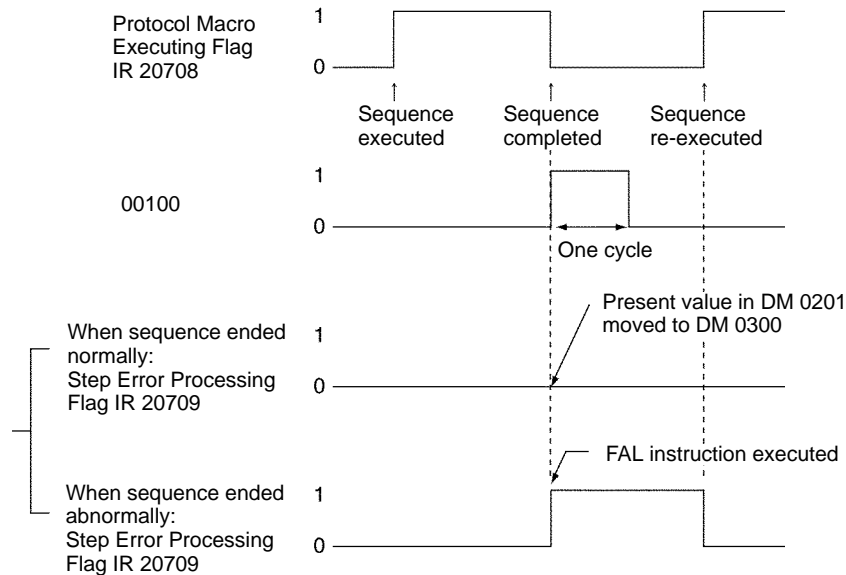 Protocol Macro
Executing Flag
IR 20708
1
0
Sequence
executed
Sequence
completed
Sequence
re-executed
00100
1
0
One cycle
Present value in DM 0201
moved to DM 0300
When sequence ended
normally:
Step Error Processing
Flag IR 20709
1
0
FAL instruction executed
When sequence ended
abnormally:
Step Error Processing
Flag IR 20709
1
0